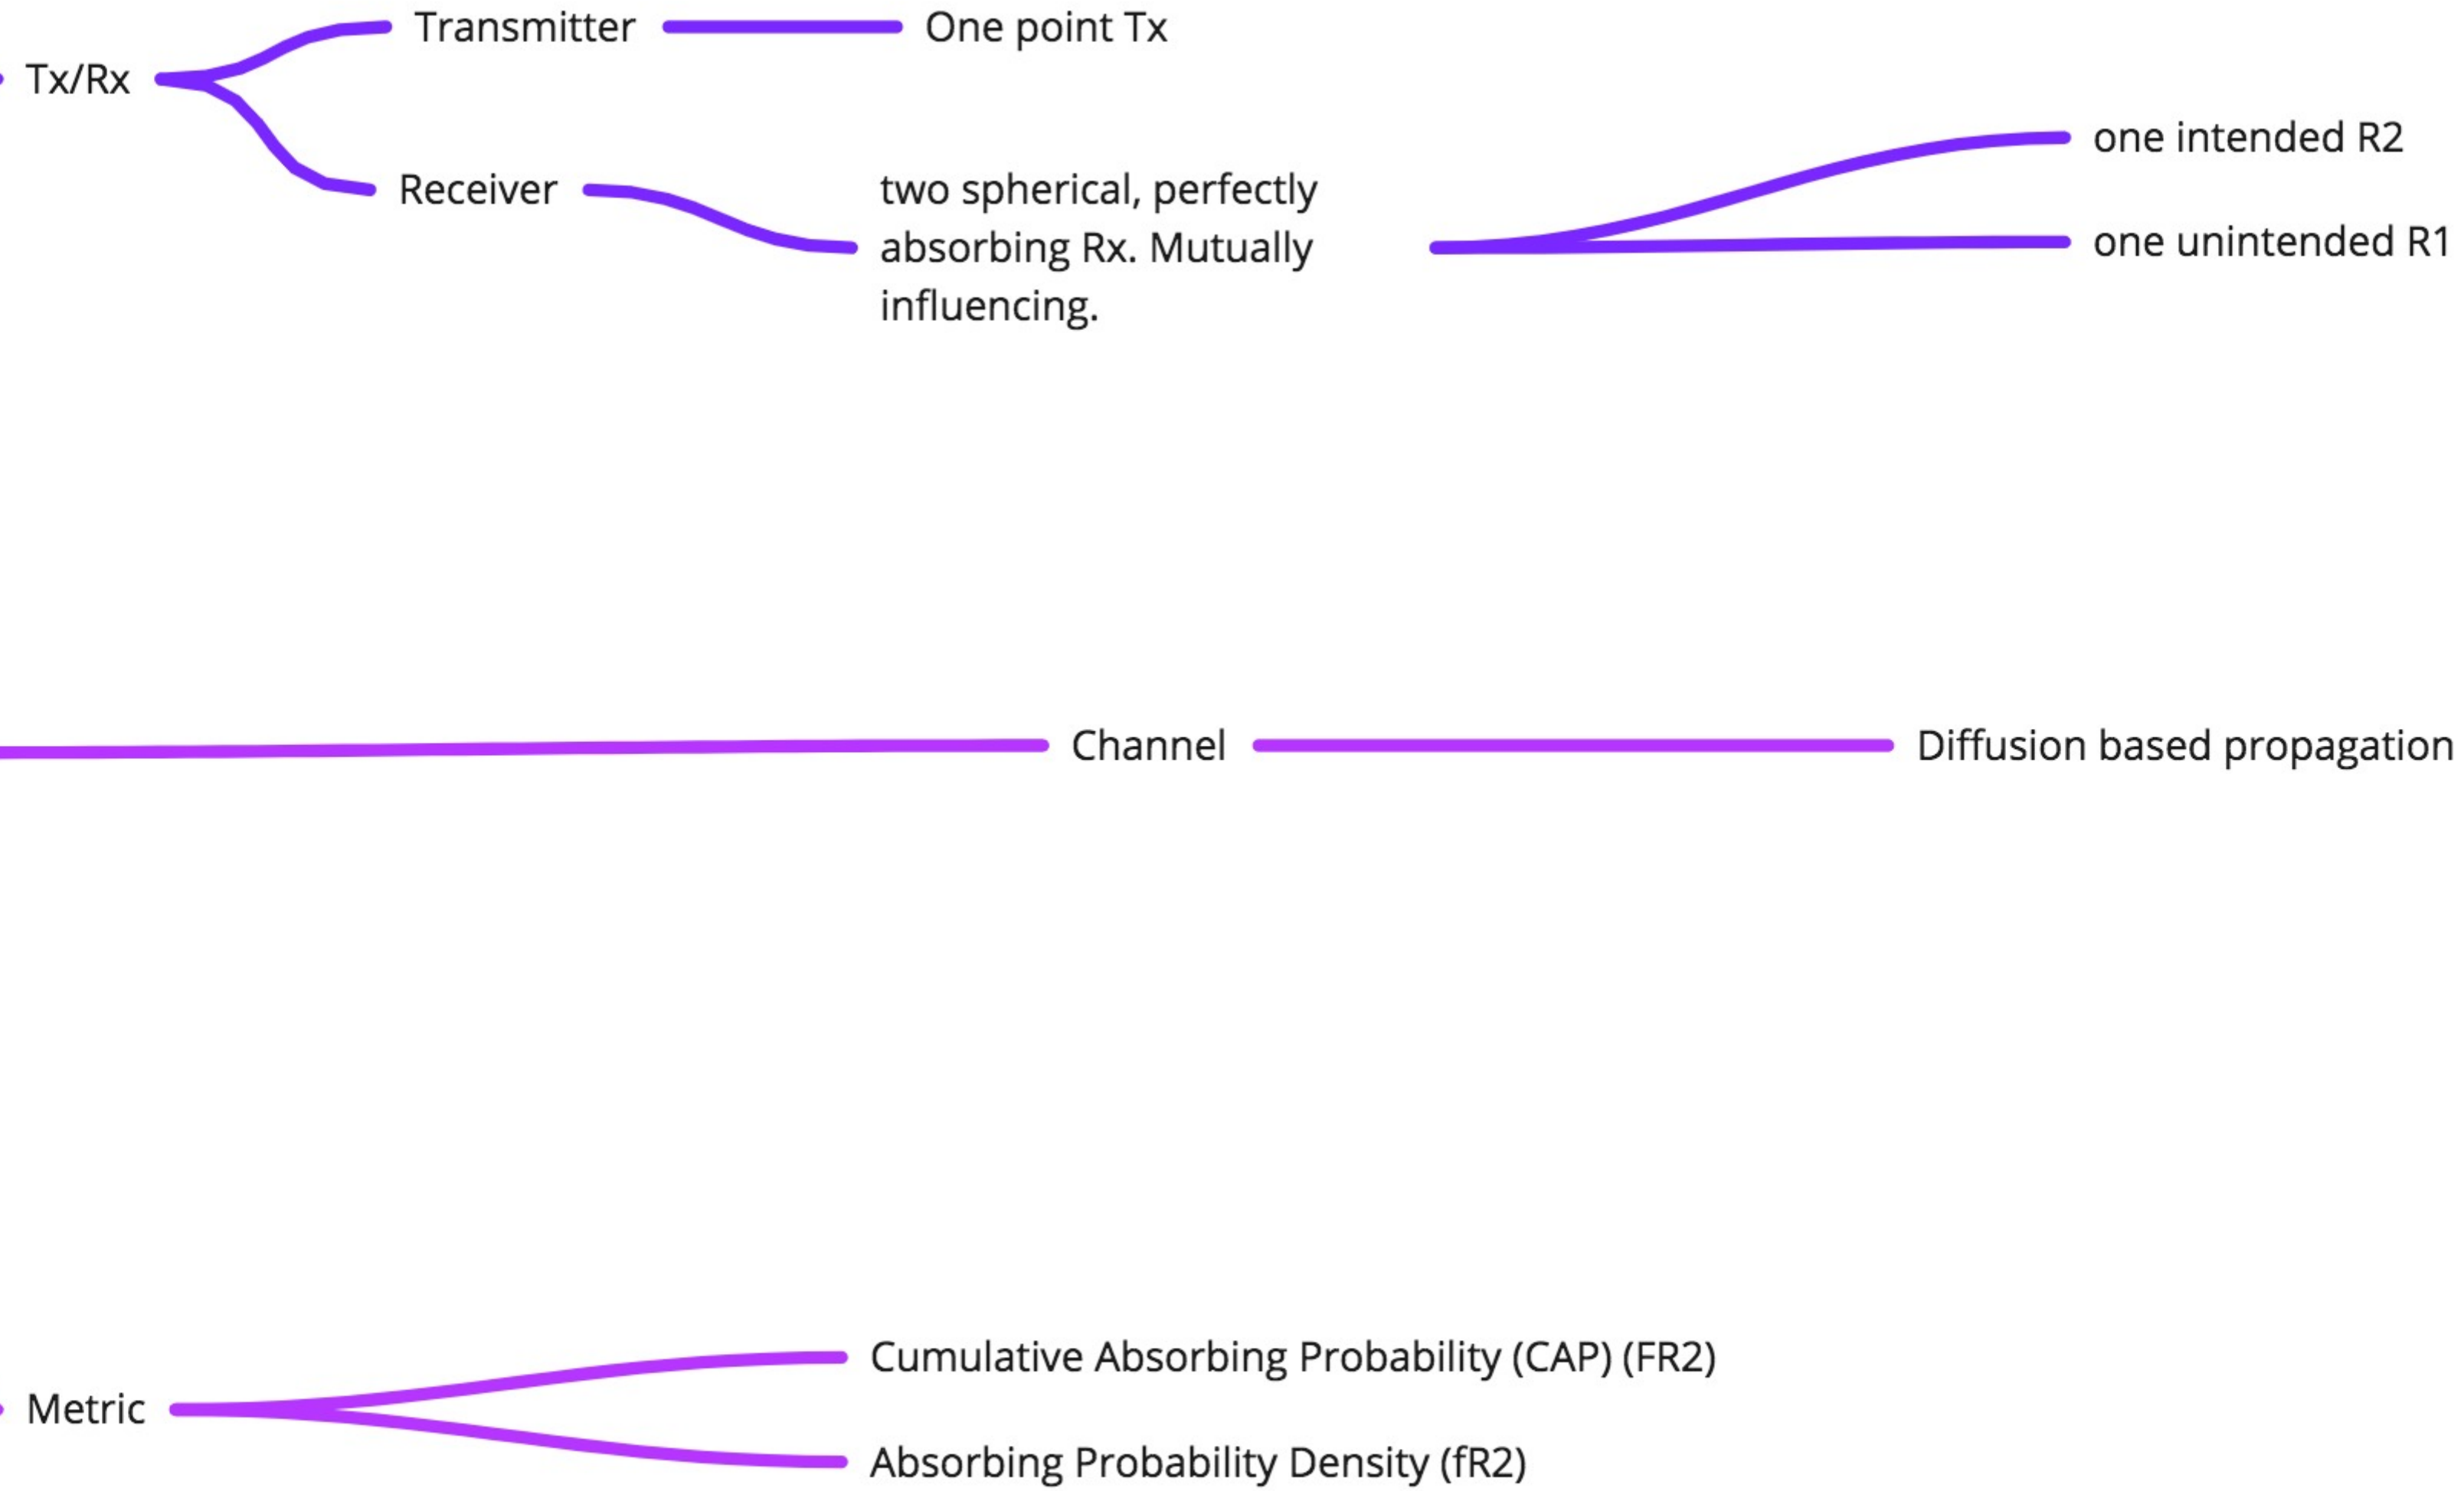 Transmitter
One point Tx
Tx/Rx
one intended R2
Receiver
two spherical, perfectly
absorbing Rx. Mutually
influencing.
one unintended R1
Channel
Diffusion based propagation
Cumulative Absorbing Probability (CAP) (FR2)
Metric
Absorbing Probability Density (fR2)